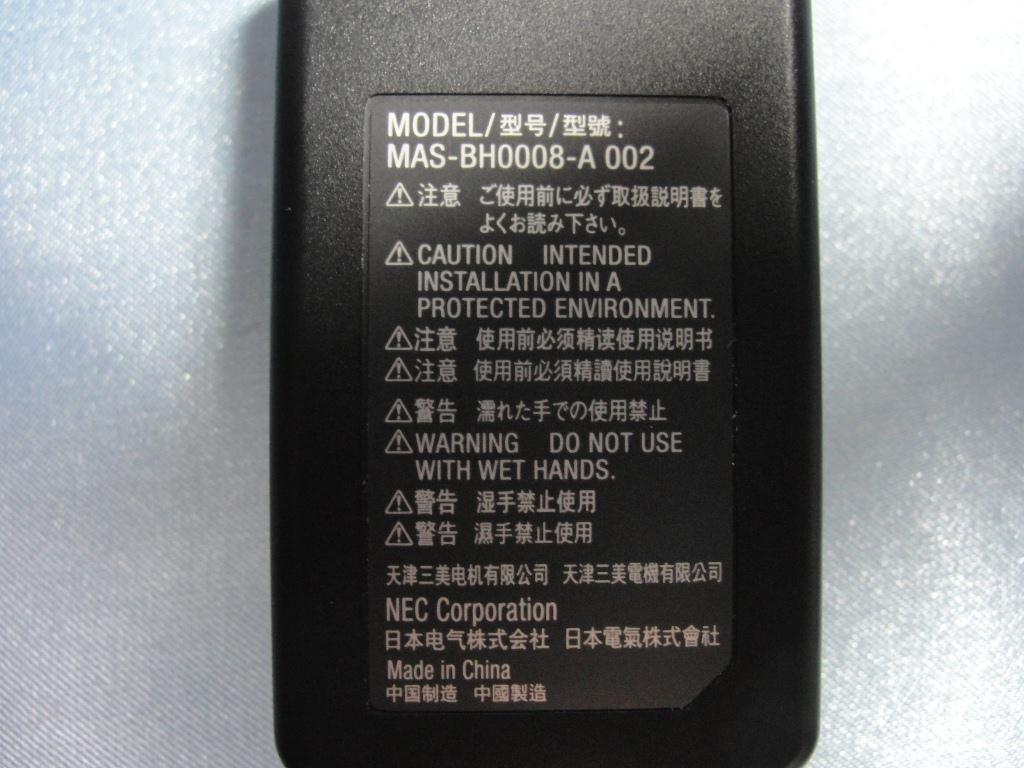 MODEL/型号/型號:
MAS-BH0008-A 002
⚠注意 ご使用前に必ず取扱説明書を
よくお読み下さい。
⚠CAUTION INTENDED
INSTALLATION IN A
PROTECTED ENVIRONMENT.
⚠注意 使用前必须精读使用说明书
⚠注意 使用前必須精讀使用說明書
⚠警告 濡れた手での使用禁止
⚠WARNING DO NOT USE
WITH WET HANDS.
⚠警告 湿手禁止使用
⚠警告 濕手禁止使用
天津三美电机有限公司 天津三美電機有限公司
NEC Corporation
日本电气株式会社 日本電氣株式會社
Made in China
中国制造 中國製造